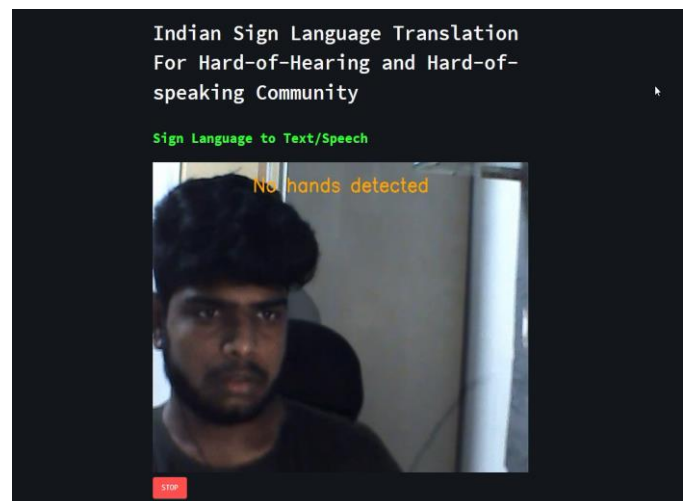 Indian Sign Language Translation
For Hard-of-Hearing and Hard-of-
speaking Community
Sign Language to Text/Speech
No hands detected
STOP